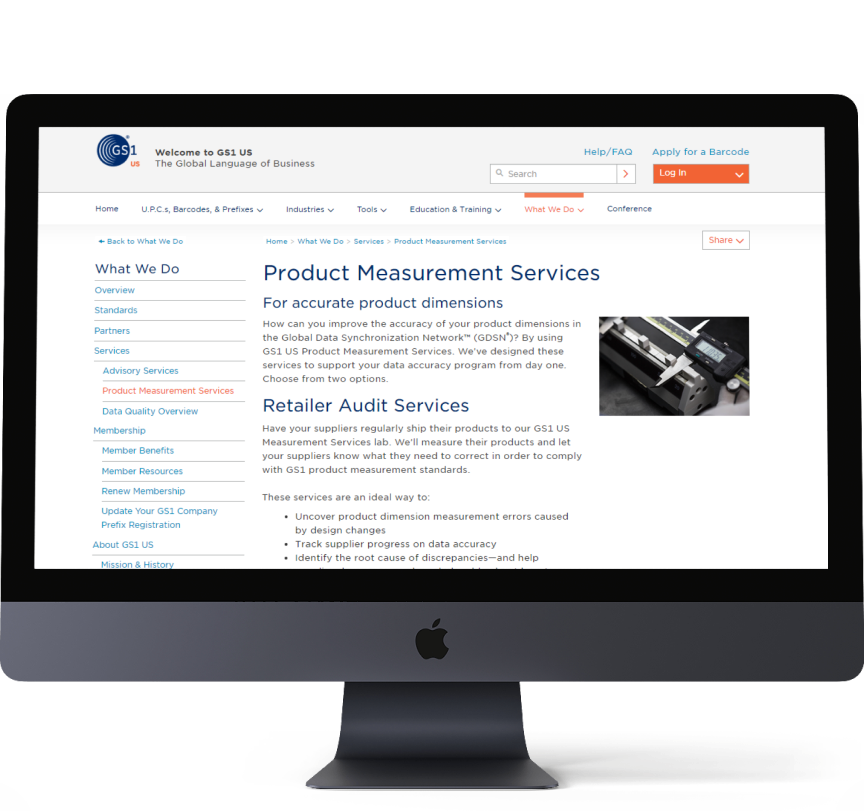 GS1
US
Welcome to GS1 US
The Global Language of Business
Help/FAQ
Apply for a Barcode
Search
Log In
Home
U.P.C.s, Barcodes, & Prefixes
Industries
Tools
Education & Training
What We Do
Conference
Back to What We Do
Home > What We Do > Services > Product Measurement Services
Share
What We Do
Overview
Standards
Partners
Services
Advisory Services
Product Measurement Services
Data Quality Overview
Membership
Member Benefits
Member Resources
Renew Membership
Update Your GS1 Company
Prefix Registration
About GS1 US
Mission & History
Product Measurement Services
For accurate product dimensions
How can you improve the accuracy of your product dimensions in
the Global Data Synchronization Network™ (GDSN®)? By using
GS1 US Product Measurement Services. We've designed these
services to support your data accuracy program from day one.
Choose from two options.
Retailer Audit Services
Have your suppliers regularly ship their products to our GS1 US
Measurement Services lab. We'll measure their products and let
your suppliers know what they need to correct in order to comply
with GS1 product measurement standards.
These services are an ideal way to:
• Uncover product dimension measurement errors caused
by design changes
• Track supplier progress on data accuracy
• Identify the root cause of discrepancies—and help